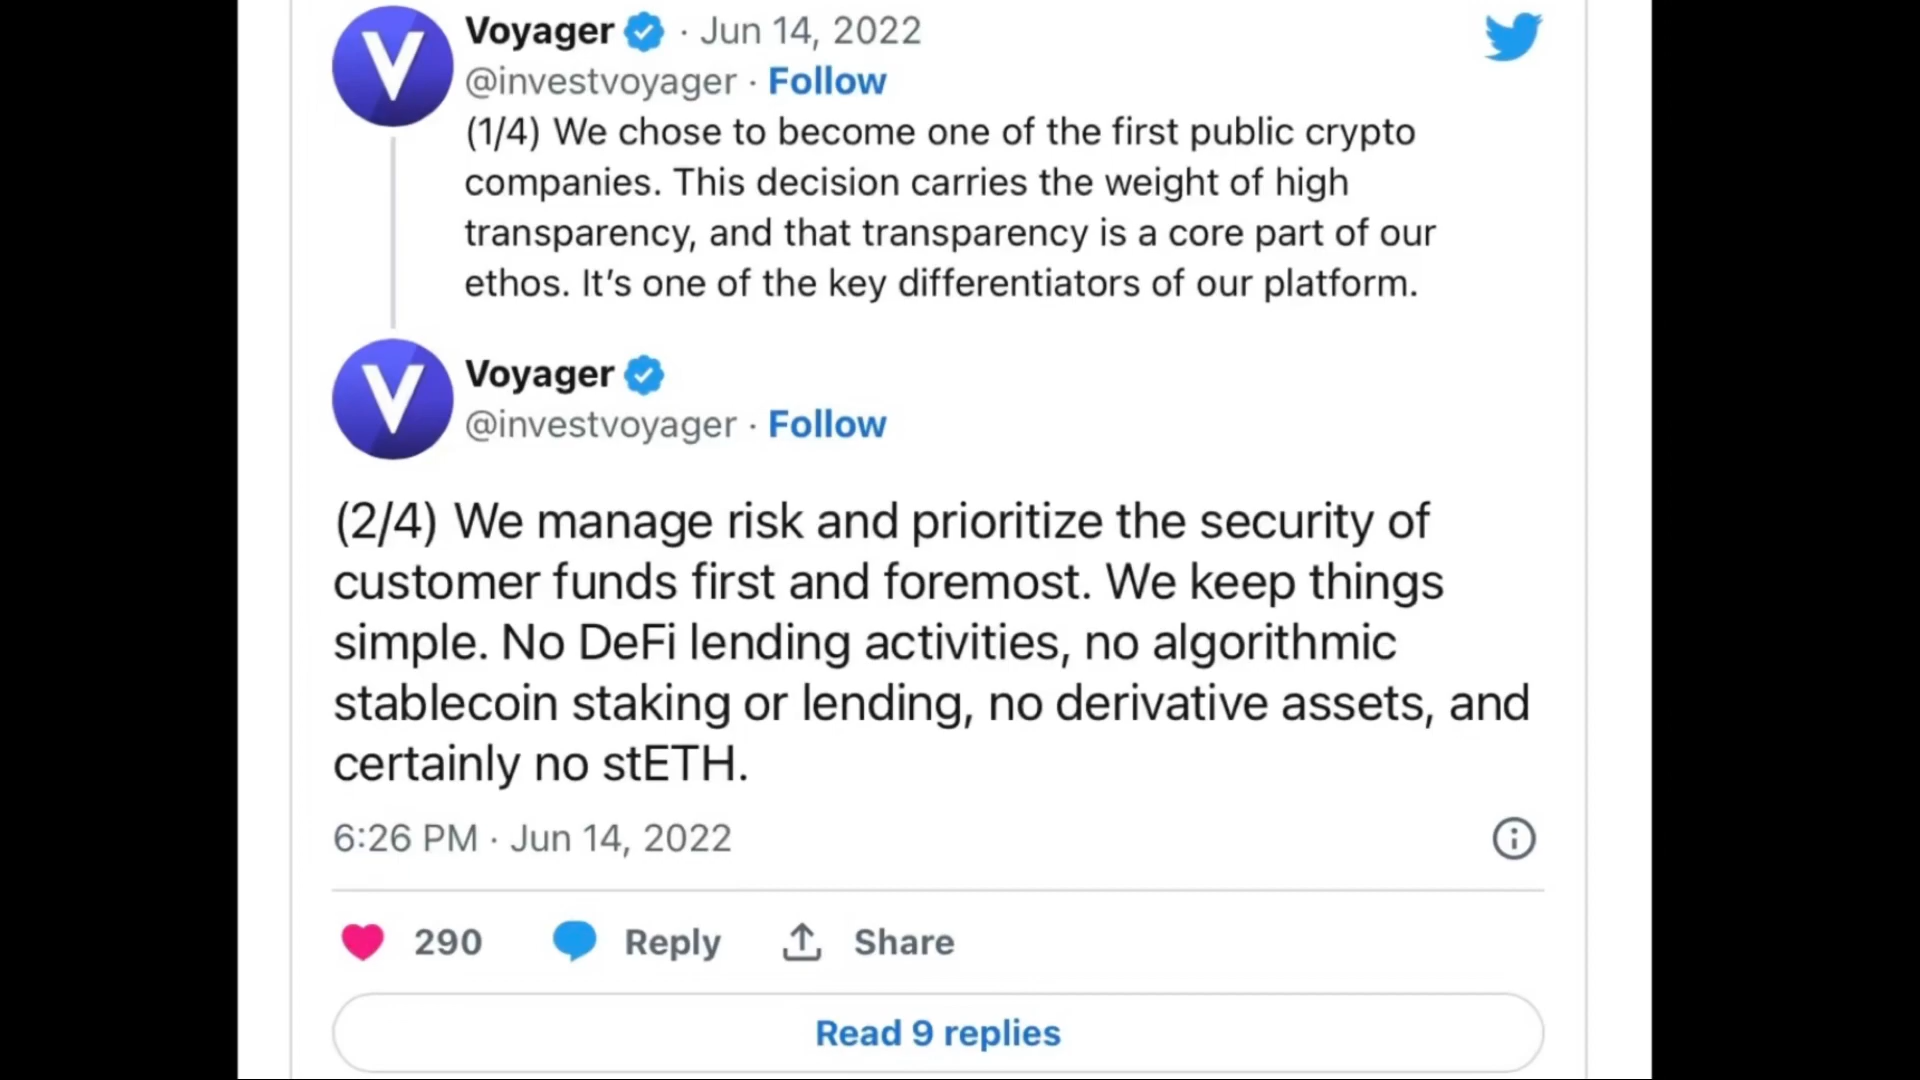 Voyager · Jun 14, 2022
@investvoyager · Follow
(1/4) We chose to become one of the first public crypto
companies. This decision carries the weight of high
transparency, and that transparency is a core part of our
ethos. It’s one of the key differentiators of our platform.
Voyager
@investvoyager · Follow
(2/4) We manage risk and prioritize the security of
customer funds first and foremost. We keep things
simple. No DeFi lending activities, no algorithmic
stablecoin staking or lending, no derivative assets, and
certainly no stETH.
6:26 PM · Jun 14, 2022
290 Reply Share
Read 9 replies